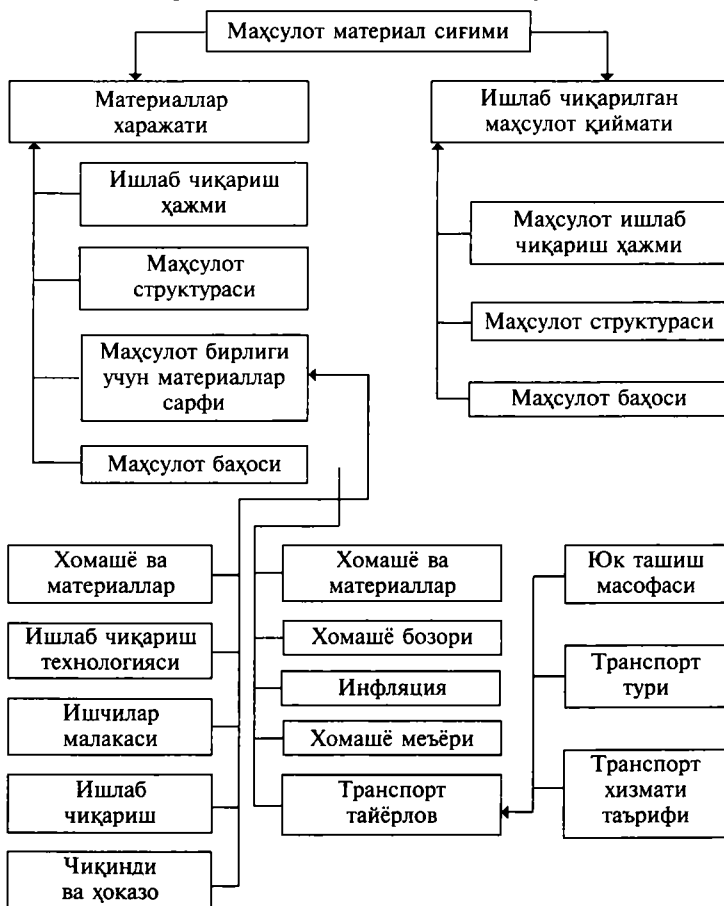 Маҳсулот материал сиғими
Материаллар
харажати
Ишлаб чиқарилган
маҳсулот қиймати
Ишлаб чиқариш
ҳажми
Маҳсулот
структураси
Маҳсулот бирлиги
учун материаллар
сарфи
Маҳсулот баҳоси
Маҳсулот ишлаб
чиқариш ҳажми
Маҳсулот структураси
Маҳсулот баҳоси
Хомашё ва
материаллар
Ишлаб чиқариш
технологияси
Ишчилар
малакаси
Ишлаб
чиқариш
Чиқинди
ва ҳоказо
Хомашё ва
материаллар
Хомашё бозори
Инфляция
Хомашё меъёри
Транспорт
тайёрлов
Юк ташиш
масофаси
Транспорт
тури
Транспорт
хизмати
таърифи